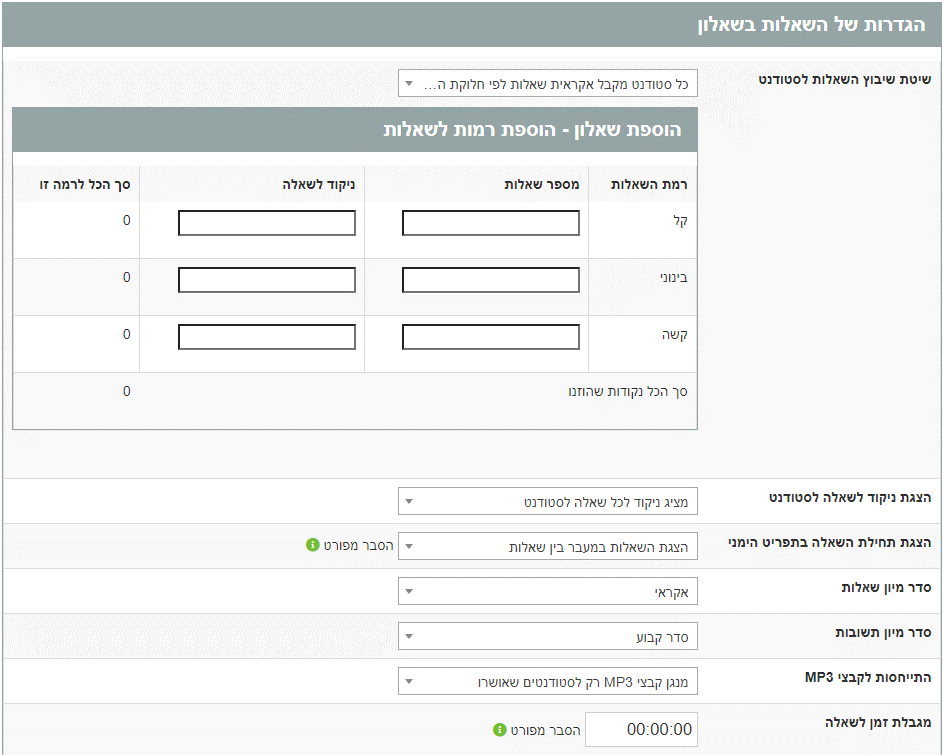 הגדרות של השאלות בשאלון
שיטת שיבוץ השאלות לסטודנט
כל סטודנט מקבל אקראית שאלות לפי חלוקת ה...
הוספת שאלון - הוספת רמות לשאלות
רמת השאלות מספר שאלות ניקוד לשאלה סך הכל לרמה זו
קל 0
בינוני 0
קשה 0
סך הכל נקודות שהוזנו 0
הצגת ניקוד לשאלה לסטודנט מציג ניקוד לכל שאלה לסטודנט
הצגת תחילת השאלה בתפריט הימני הצגת השאלות במעבר בין שאלות הסבר מפורט
סדר מיון שאלות אקראי
סדר מיון תשובות סדר קבוע
התייחסות לקבצי MP3 מנגן קבצי MP3 רק לסטודנטים שאושרו
מגבלת זמן לשאלה 00:00:00 הסבר מפורט